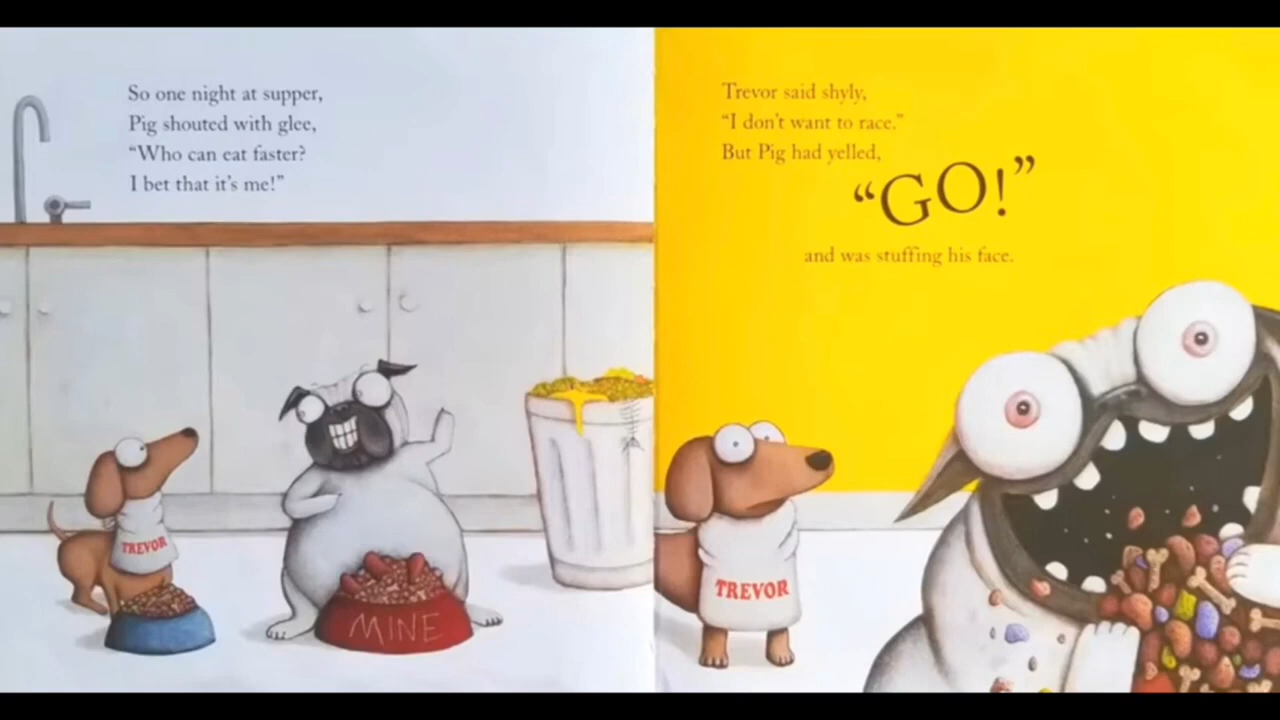 So one night at supper,
Pig shouted with glee,
“Who can eat faster?
I bet that it’s me!”
TREVOR
MINE
Trevor said shyly,
“I don’t want to race.”
But Pig had yelled,
“GO!”
and was stuffing his face.
TREVOR